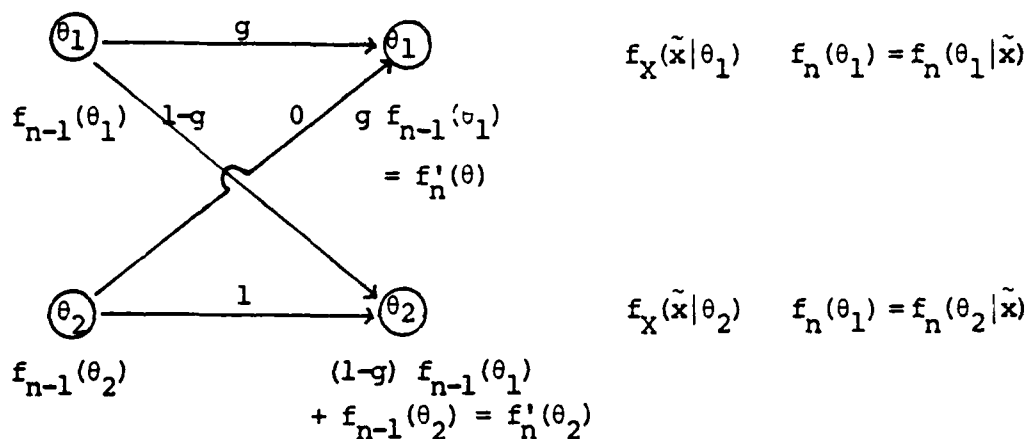 θ₁ g θ₁ f_X(x̃|θ₁) f_n(θ₁) = f_n(θ₁|x̃)
f_{n-1}(θ₁) 1-g 0 g f_{n-1}(θ₁)
= f'_n(θ)
θ₂ 1 θ₂ f_X(x̃|θ₂) f_n(θ₁) = f_n(θ₂|x̃)
f_{n-1}(θ₂) (1-g) f_{n-1}(θ₁)
+ f_{n-1}(θ₂) = f'_n(θ₂)